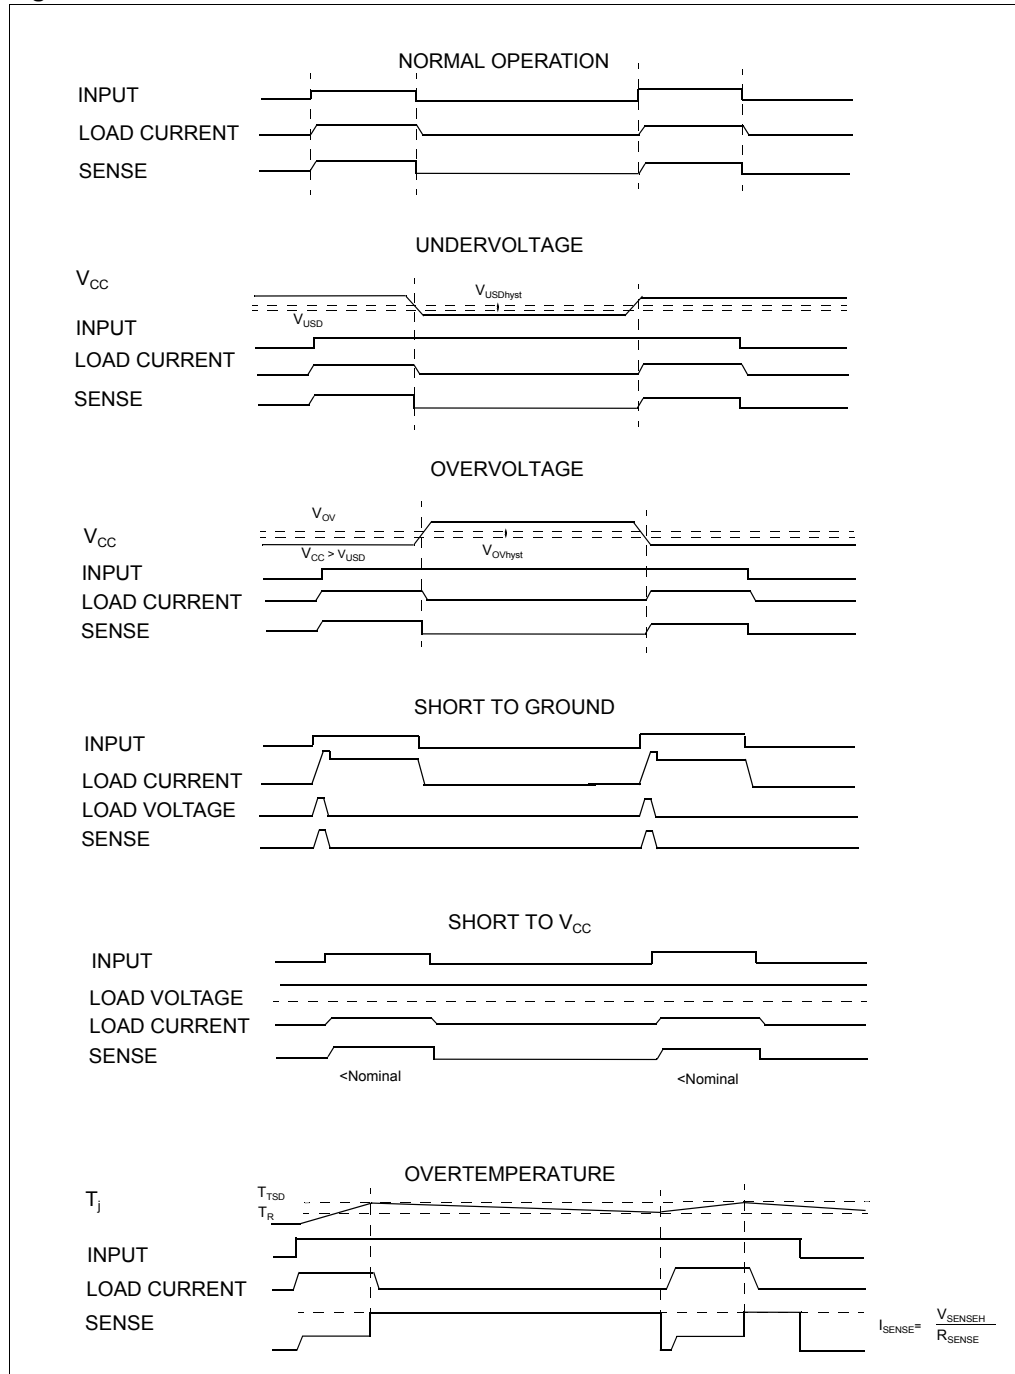 NORMAL OPERATION
INPUT
LOAD CURRENT
SENSE
UNDERVOLTAGE
VCC
VUSDhyst
VUSD
INPUT
LOAD CURRENT
SENSE
OVERVOLTAGE
VOV
VCC
VCC > VUSD
VOVhyst
INPUT
LOAD CURRENT
SENSE
SHORT TO GROUND
INPUT
LOAD CURRENT
LOAD VOLTAGE
SENSE
SHORT TO VCC
INPUT
LOAD VOLTAGE
LOAD CURRENT
SENSE
<Nominal <Nominal
OVERTEMPERATURE
Tj
TTSD
TR
INPUT
LOAD CURRENT
SENSE
ISENSE= VSENSEH
RSENSE